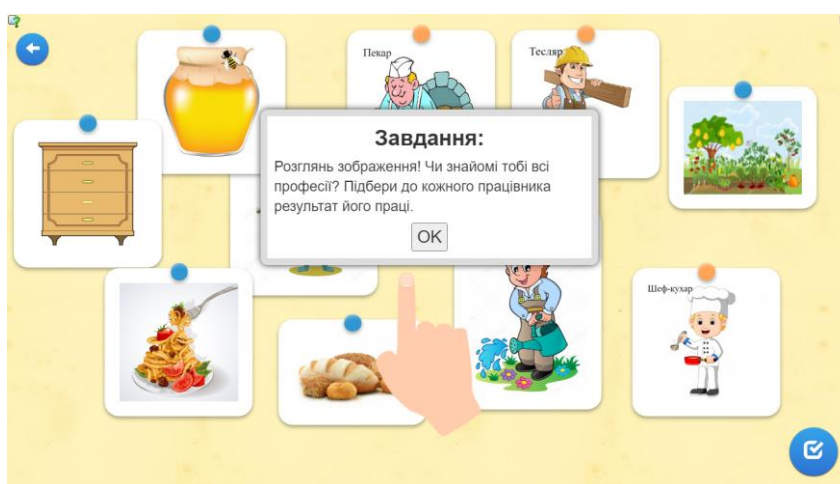 Пекар
Тесляр
Завдання:
Розглянь зображення! Чи знайомі тобі всі
професії? Підбери до кожного працівника
результат його праці.
OK
Шеф-кухар